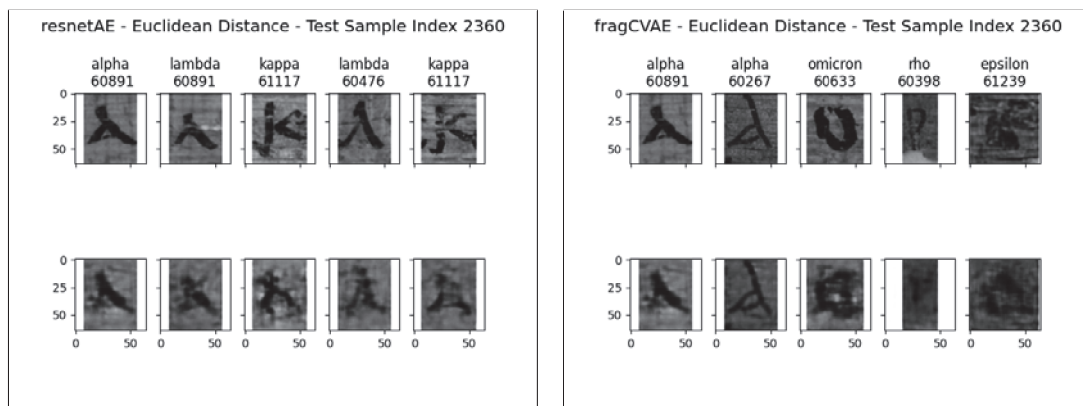 resnetAE - Euclidean Distance - Test Sample Index 2360
alpha lambda kappa lambda kappa
60891 60891 61117 60476 61117
0
25
50
0
25
50
0 50 0 50 0 50 0 50 0 50
fragCVAE - Euclidean Distance - Test Sample Index 2360
alpha alpha omicron rho epsilon
60891 60267 60633 60398 61239
0
25
50
0
25
50
0 50 0 50 0 50 0 50 0 50